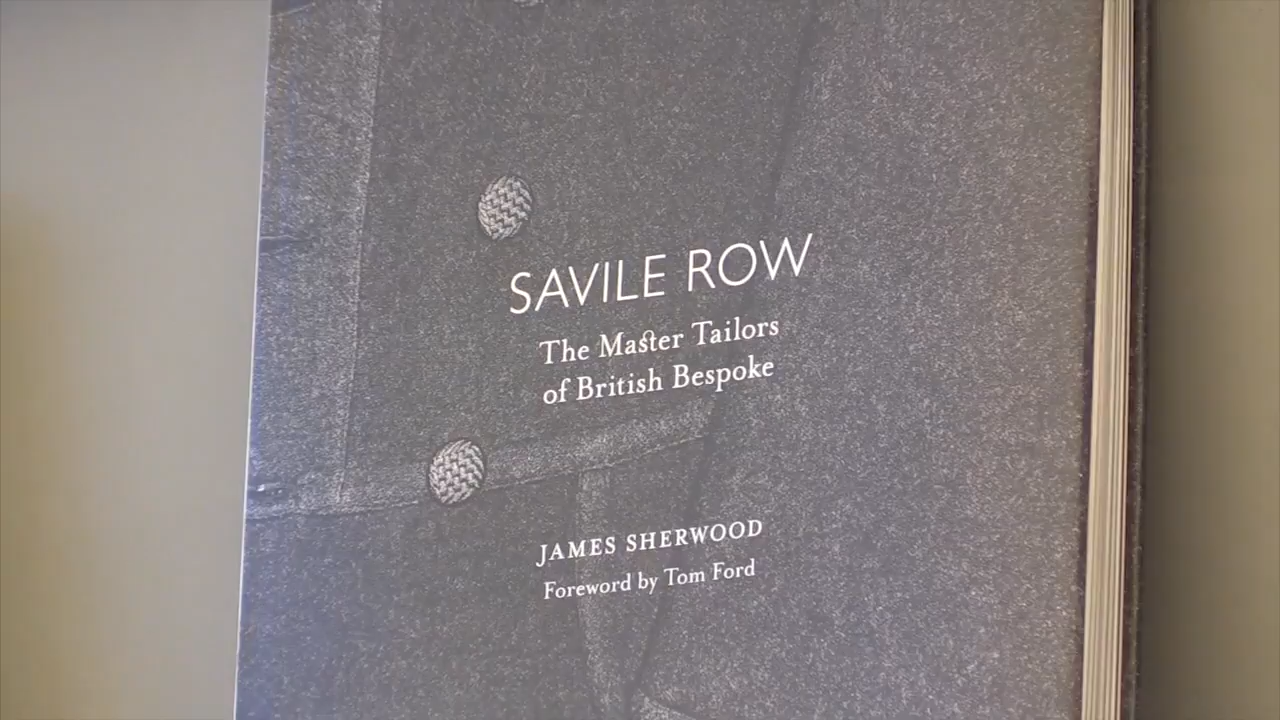 SAVILE ROW
The Master Tailors
of British Bespoke
JAMES SHERWOOD
Foreword by Tom Ford